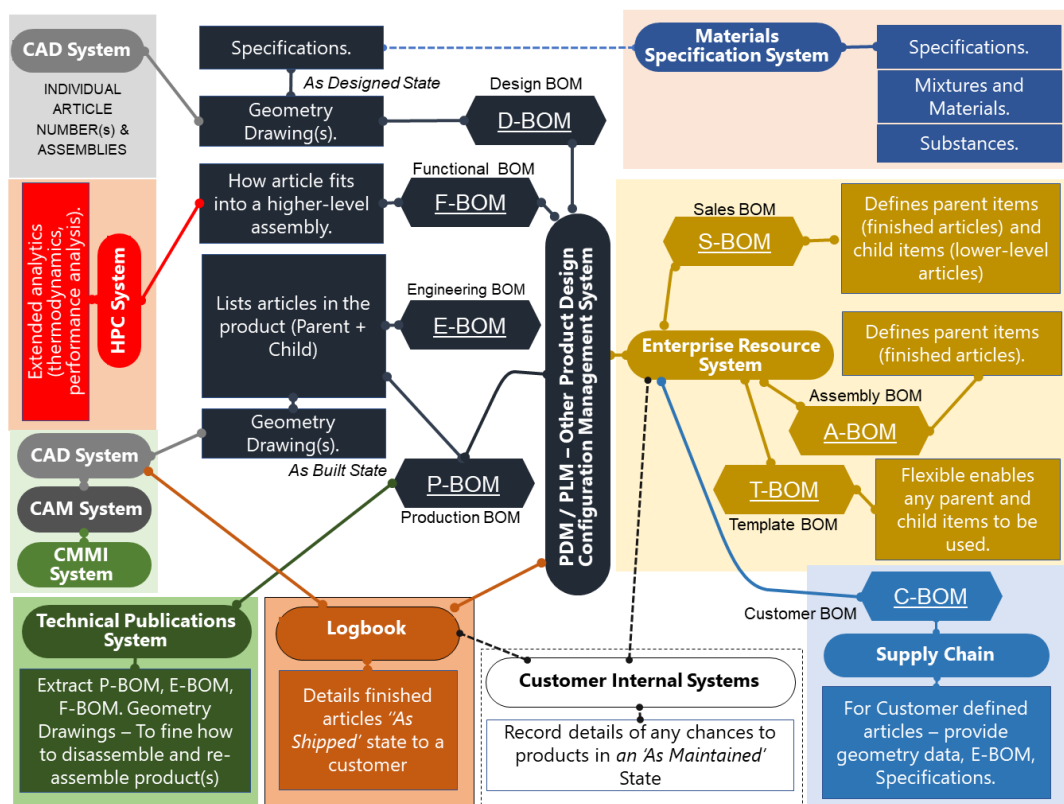 CAD System
INDIVIDUAL
ARTICLE
NUMBER(s) &
ASSEMBLIES
Specifications.
As Designed State
Geometry
Drawing(s).
Design BOM
D-BOM
Materials
Specification System
Specifications.
Mixtures and
Materials.
Substances.
Extended analytics
(thermodynamics,
performance analysis).
HPC System
How article fits
into a higher-level
assembly.
Functional BOM
F-BOM
Lists articles in the
product (Parent +
Child)
Engineering BOM
E-BOM
Geometry
Drawing(s).
As Built State
P-BOM
Production BOM
PDM / PLM – Other Product Design
Configuration Management System
Sales BOM
S-BOM
Defines parent items
(finished articles) and
child items (lower-level
articles)
Enterprise Resource
System
Defines parent items
(finished articles).
Assembly BOM
A-BOM
T-BOM
Template BOM
Flexible enables
any parent and
child items to be
used.
CAD System
CAM System
CMMI
System
Technical Publications
System
Extract P-BOM, E-BOM,
F-BOM. Geometry
Drawings – To fine how
to disassemble and re-
assemble product(s)
Logbook
Details finished
articles “As
Shipped’ state to a
customer
Customer Internal Systems
Record details of any chances to
products in an ‘As Maintained’
State
Customer BOM
C-BOM
Supply Chain
For Customer defined
articles – provide
geometry data, E-BOM,
Specifications.